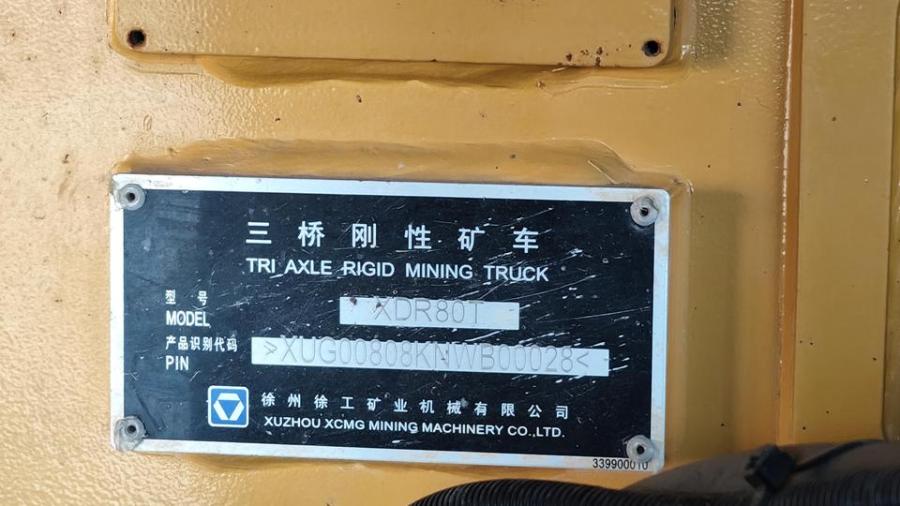 三桥刚性矿车
TRI AXLE RIGID MINING TRUCK
型号
MODEL XDR80T
产品识别代码
PIN >XUG00808KNWB00028<
徐州徐工矿业机械有限公司
XUZHOU XCMG MINING MACHINERY CO.,LTD.
339900010